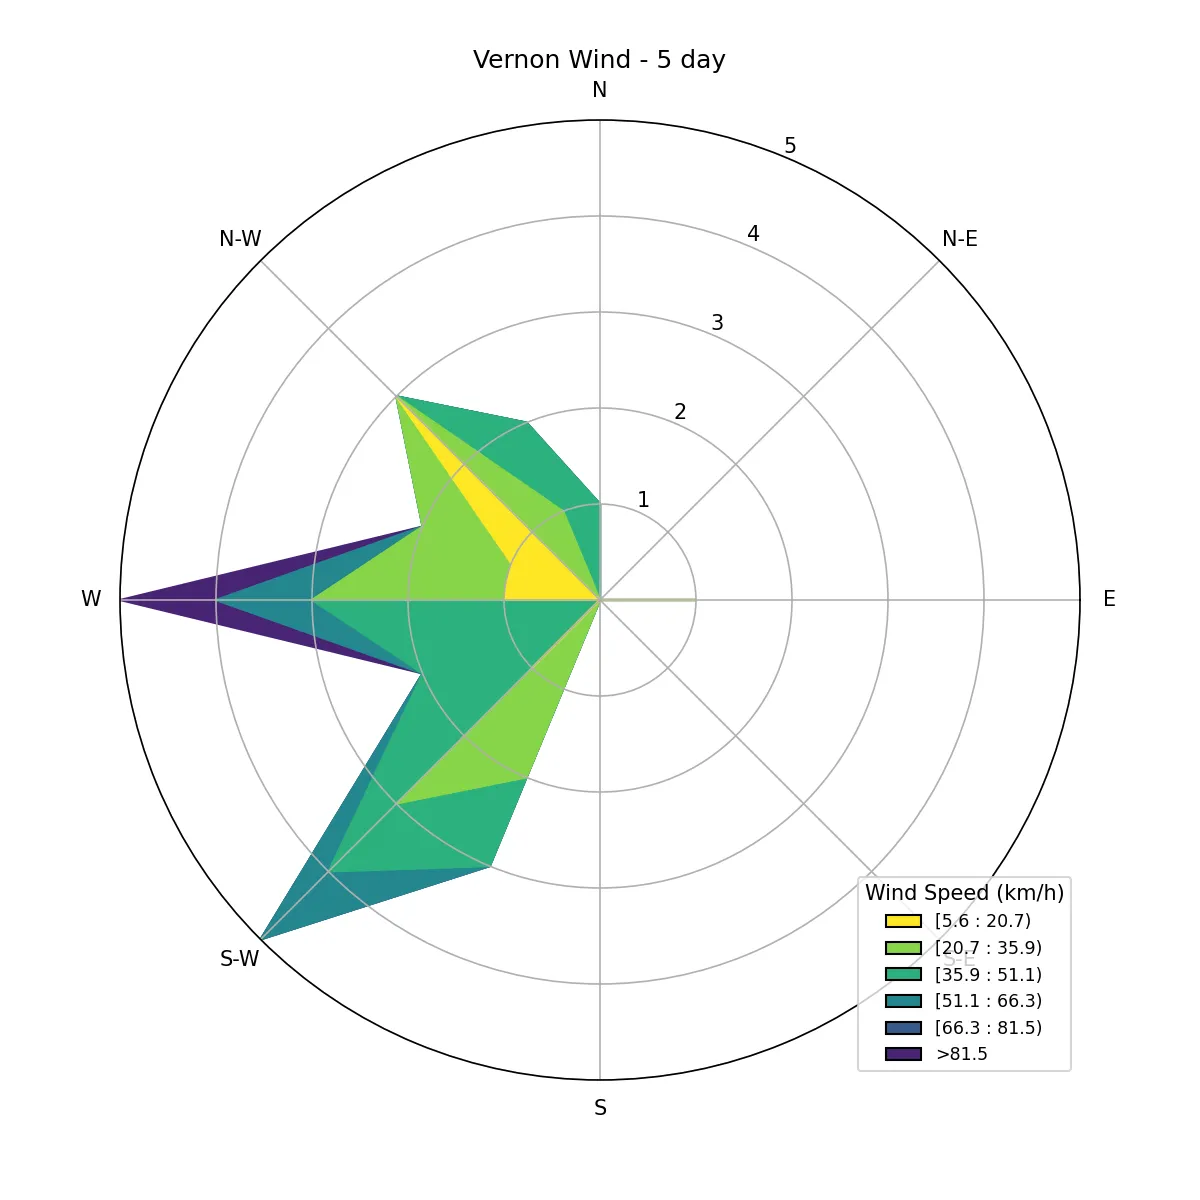 Vernon Wind - 5 day
N
5
N-W
N-E
4
3
2
1
W
E
S-W
S-E
S
Wind Speed (km/h)
[5.6 : 20.7)
[20.7 : 35.9)
[35.9 : 51.1)
[51.1 : 66.3)
[66.3 : 81.5)
>81.5